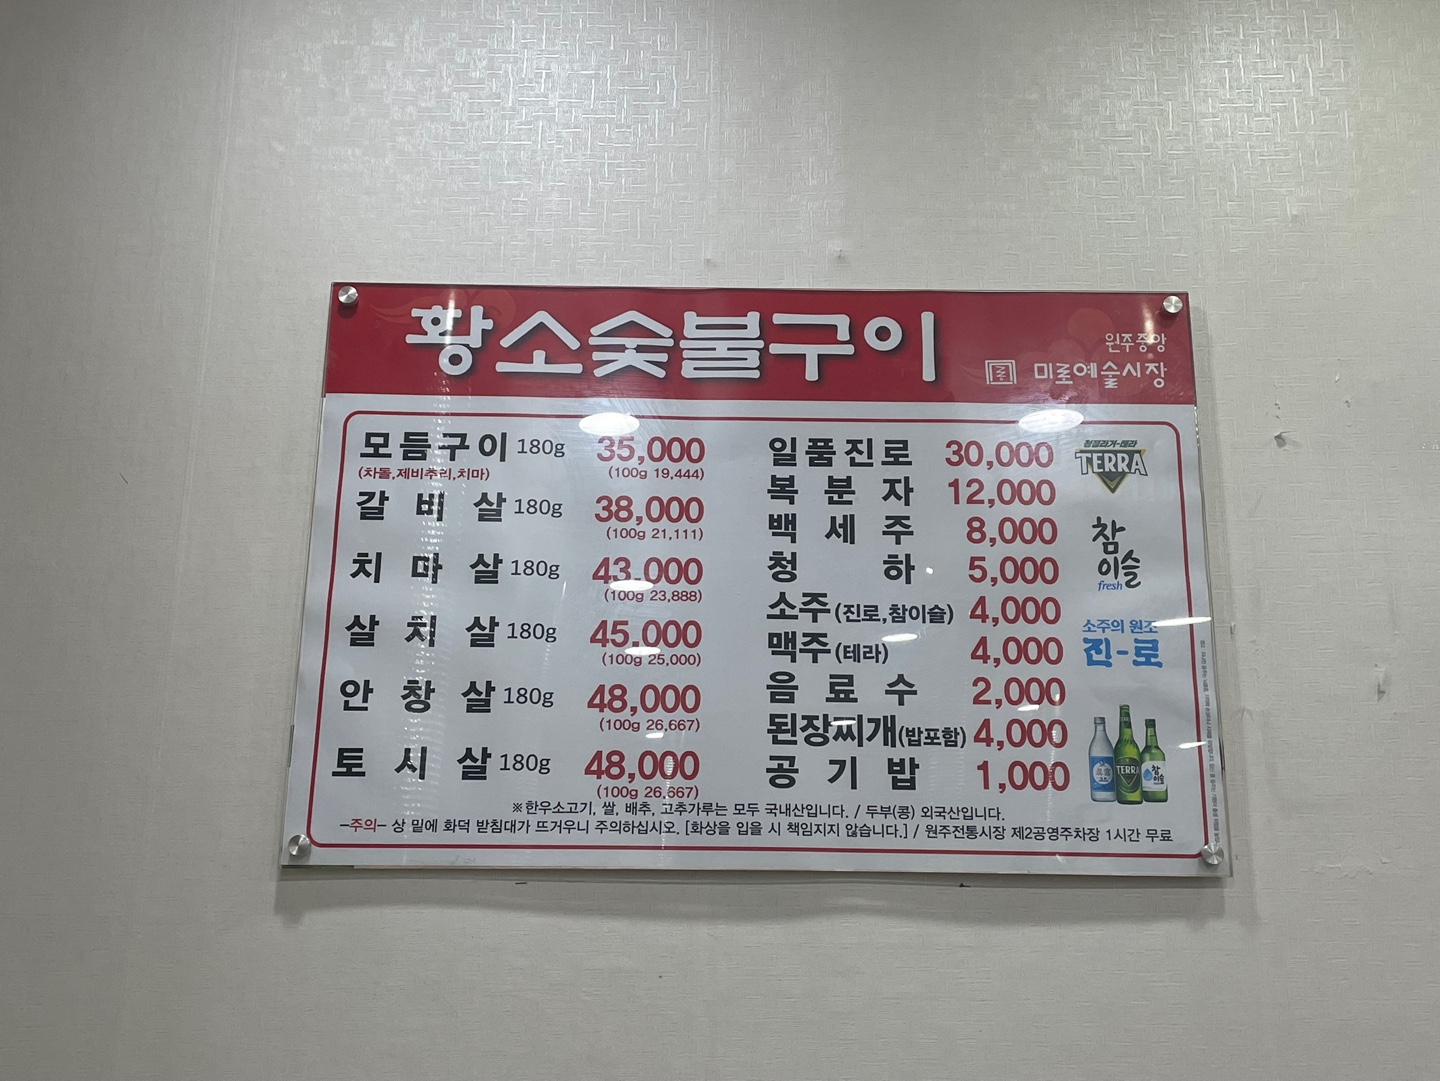 황소숯불구이
원주중앙
미로예술시장
모듬구이 180g 35,000
(차돌,제비추리,치마) (100g 19,444)
갈비살 180g 38,000
(100g 21,111)
치마살 180g 43,000
(100g 23,888)
살치살 180g 45,000
(100g 25,000)
안창살 180g 48,000
(100g 26,667)
토시살 180g 48,000
(100g 26,667)
일품진로 30,000
복분자 12,000
백세주 8,000
청하 5,000
소주(진로,참이슬) 4,000
맥주(테라) 4,000
음료수 2,000
된장찌개(밥포함) 4,000
공기밥 1,000
청정라거-테라
TERRA
참이슬
fresh
소주의 원조
진-로
TERRA
참이슬
※한우소고기, 쌀, 배추, 고추가루는 모두 국내산입니다. / 두부(콩) 외국산입니다.
-주의- 상 밑에 화덕 받침대가 뜨거우니 주의하십시오. [화상을 입을 시 책임지지 않습니다.] / 원주전통시장 제2공영주차장 1시간 무료